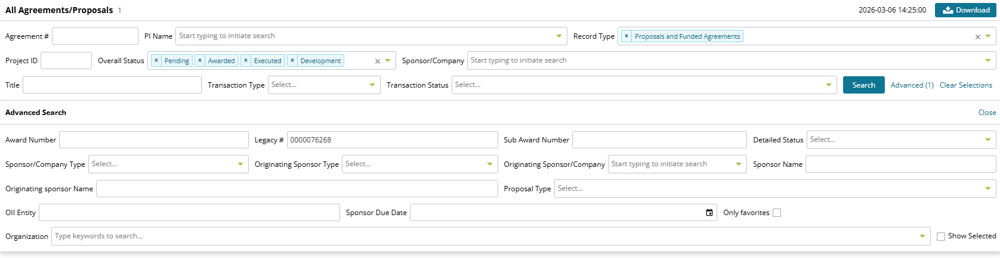 All Agreements/Proposals 1 2026-03-06 14:25:00 Download
Agreement # PI Name Start typing to initiate search Record Type × Proposals and Funded Agreements ×
Project ID Overall Status × Pending × Awarded × Executed × Development × Sponsor/Company Start typing to initiate search
Title Transaction Type Select... Transaction Status Select... Search Advanced (1) Clear Selections
Advanced Search Close
Award Number Legacy # 0000076268 Sub Award Number Detailed Status Select...
Sponsor/Company Type Select... Originating Sponsor Type Select... Originating Sponsor/Company Start typing to initiate search Sponsor Name
Originating sponsor Name Proposal Type Select...
OII Entity Sponsor Due Date Only favorites
Organization Type keywords to search... Show Selected